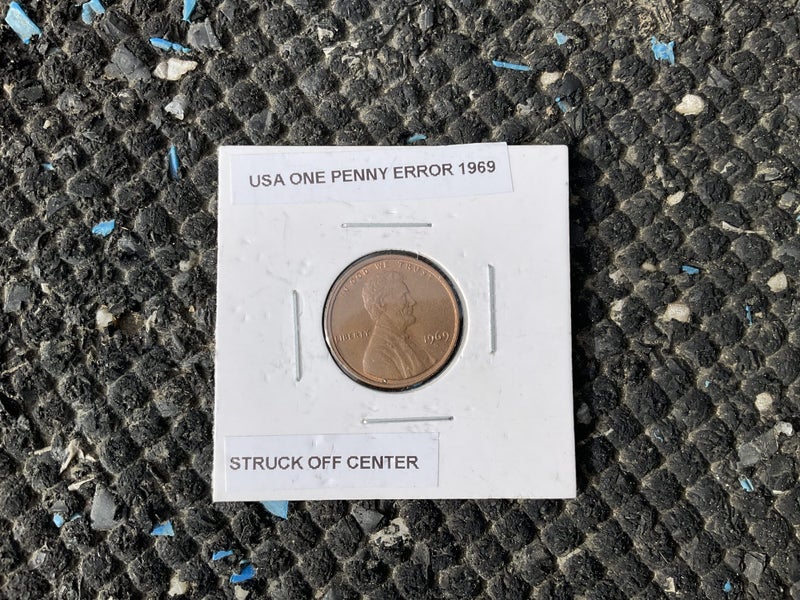 USA ONE PENNY ERROR 1969
IN GOD WE TRUST
LIBERTY 1969
STRUCK OFF CENTER